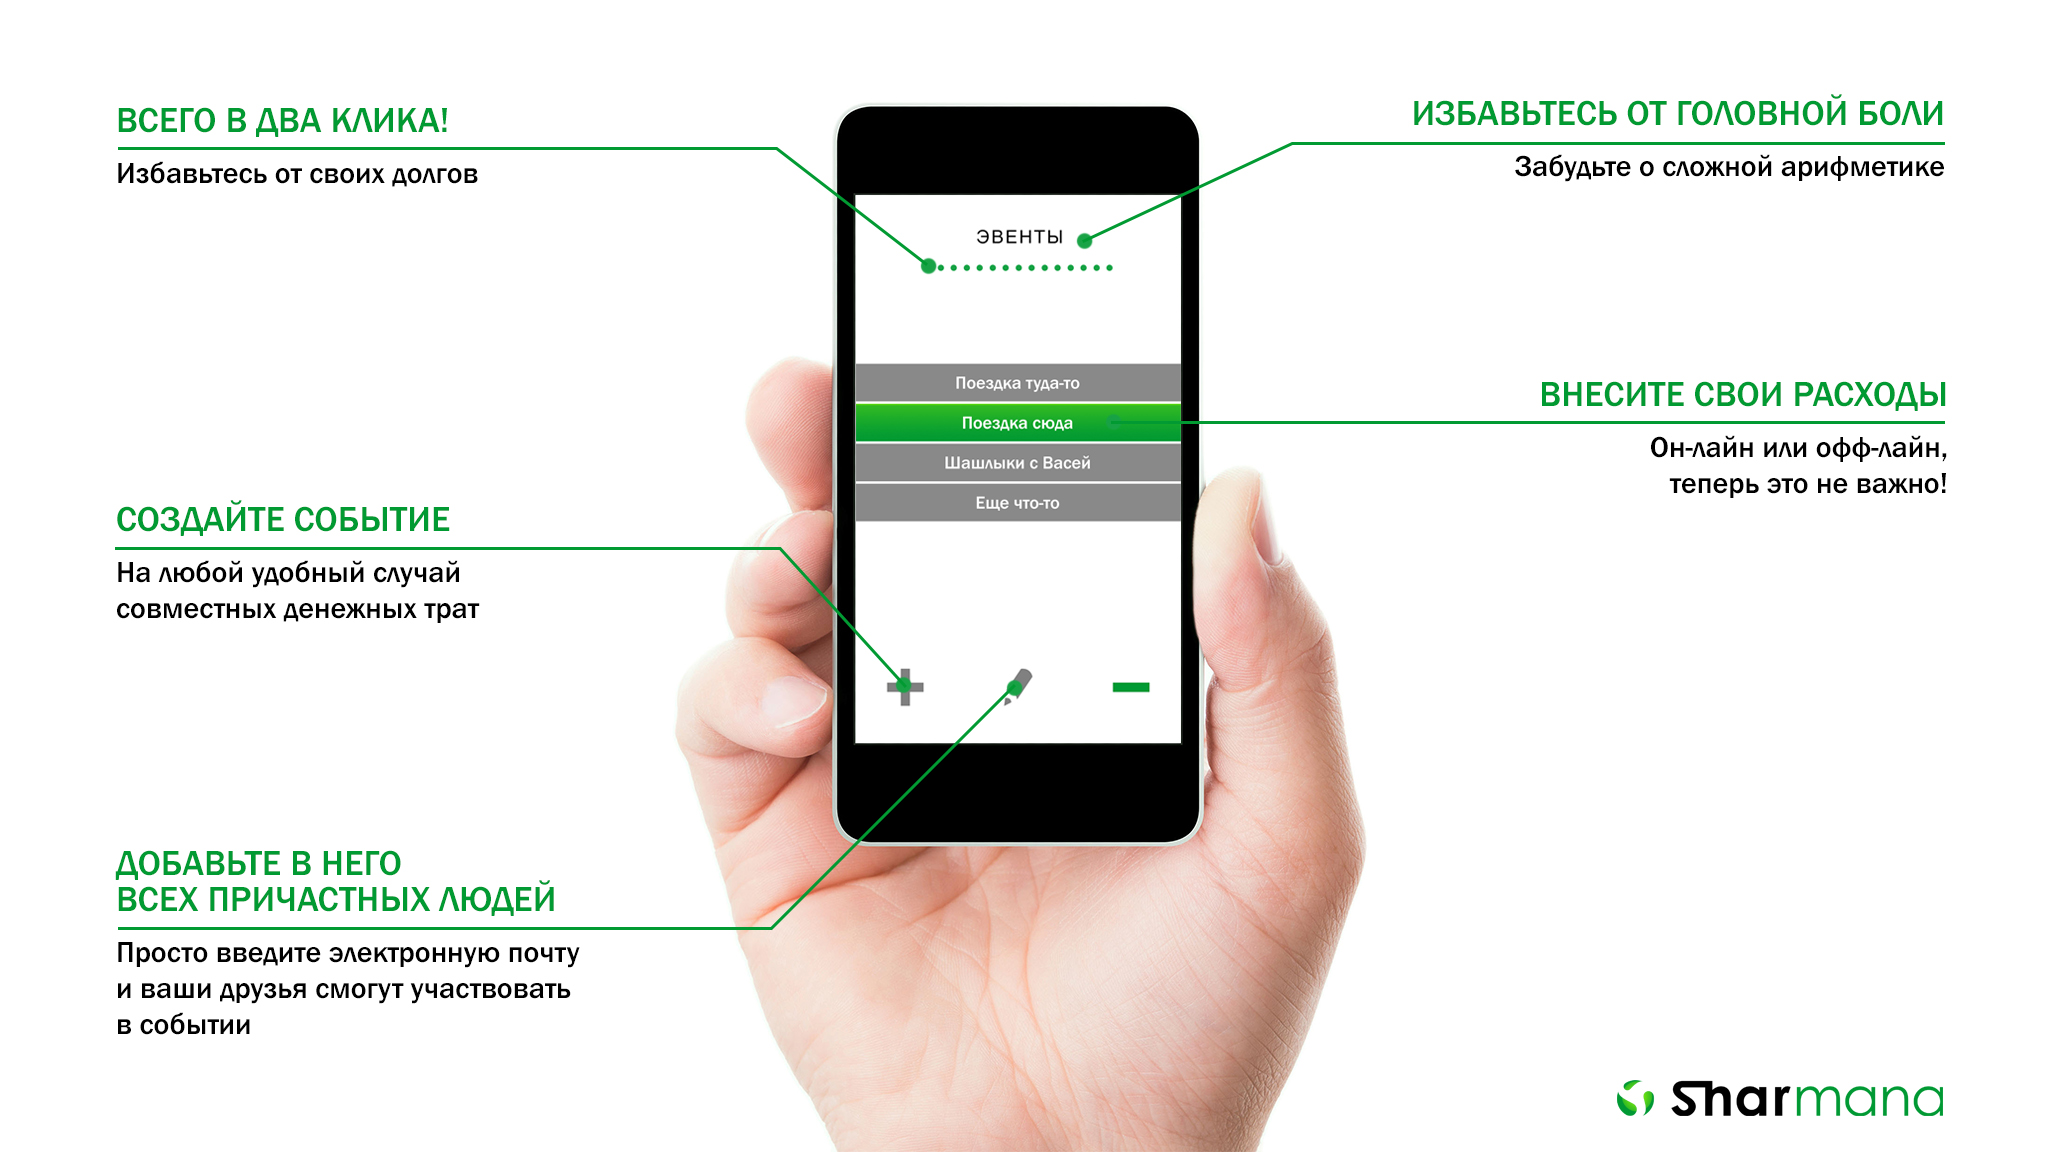 ВСЕГО В ДВА КЛИКА!
Избавьтесь от своих долгов
СОЗДАЙТЕ СОБЫТИЕ
На любой удобный случай
совместных денежных трат
ДОБАВЬТЕ В НЕГО
ВСЕХ ПРИЧАСТНЫХ ЛЮДЕЙ
Просто введите электронную почту
и ваши друзья смогут участвовать
в событии
ЭВЕНТЫ
Поездка туда-то
Поездка сюда
Шашлыки с Васей
Еще что-то
ИЗБАВЬТЕСЬ ОТ ГОЛОВНОЙ БОЛИ
Забудьте о сложной арифметике
ВНЕСИТЕ СВОИ РАСХОДЫ
Он-лайн или офф-лайн,
теперь это не важно!
Sharmana